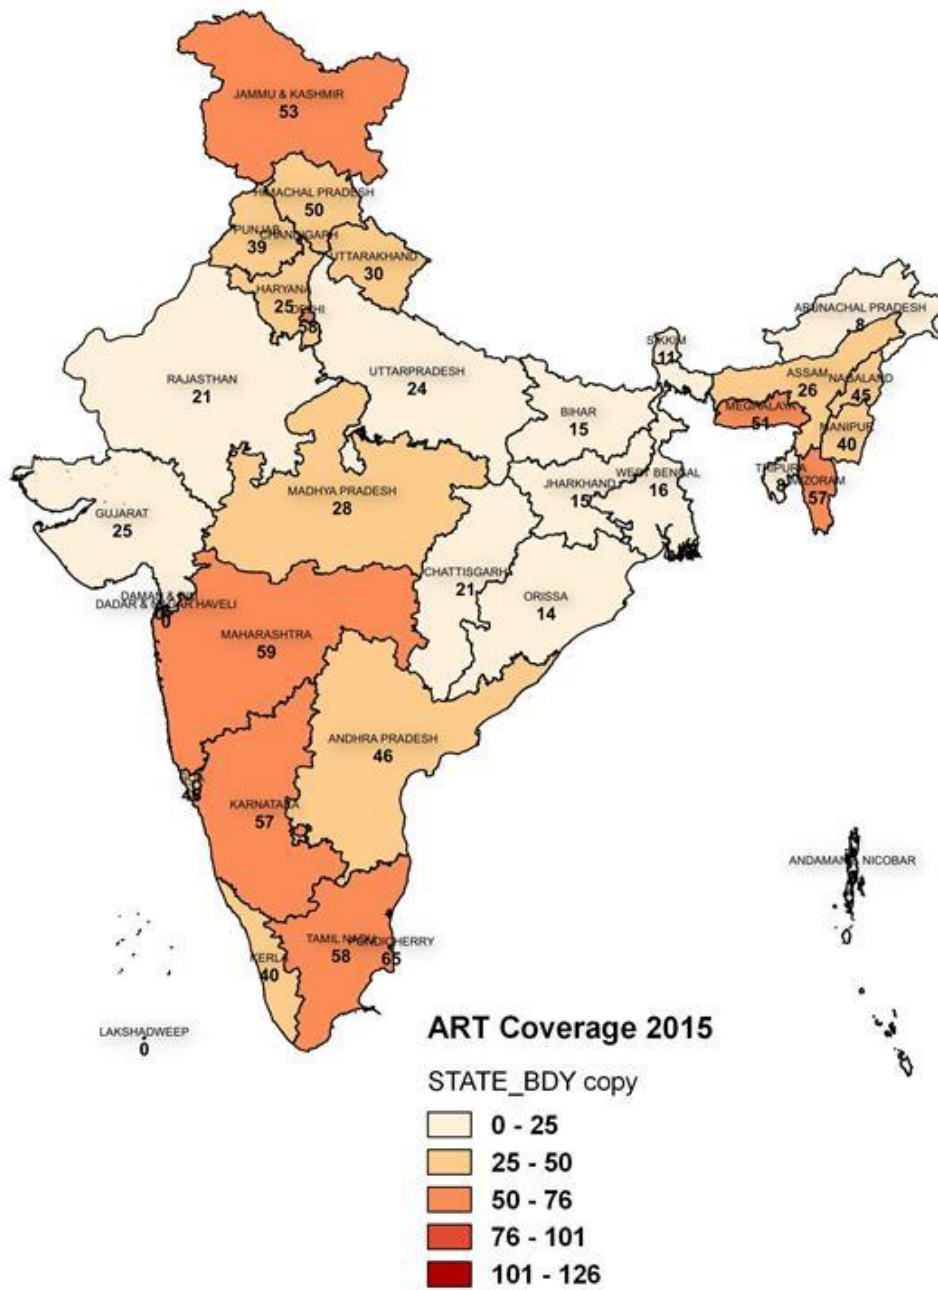 JAMMU & KASHMIR
53
HIMACHAL PRADESH
50
PUNJAB
39
CHANDIGARH
UTTARAKHAND
30
HARYANA
25
DELHI
58
RAJASTHAN
21
UTTARPRADESH
24
SIKKIM
11
ARUNACHAL PRADESH
8
ASSAM
26
NAGALAND
45
MEGHALAYA
51
MANIPUR
40
BIHAR
15
TRIPURA
8
MIZORAM
57
JHARKHAND
15
WEST BENGAL
16
MADHYA PRADESH
28
GUJARAT
25
CHATTISGARH
21
ORISSA
14
DAMAN & DIU
DADAR & NAGAR HAVELI
MAHARASHTRA
59
ANDHRA PRADESH
46
KARNATAKA
57
ANDAMAN & NICOBAR
TAMIL NADU
58
PONDICHERRY
65
KERLA
40
LAKSHADWEEP
0
ART Coverage 2015
STATE_BDY copy
0 - 25
25 - 50
50 - 76
76 - 101
101 - 126